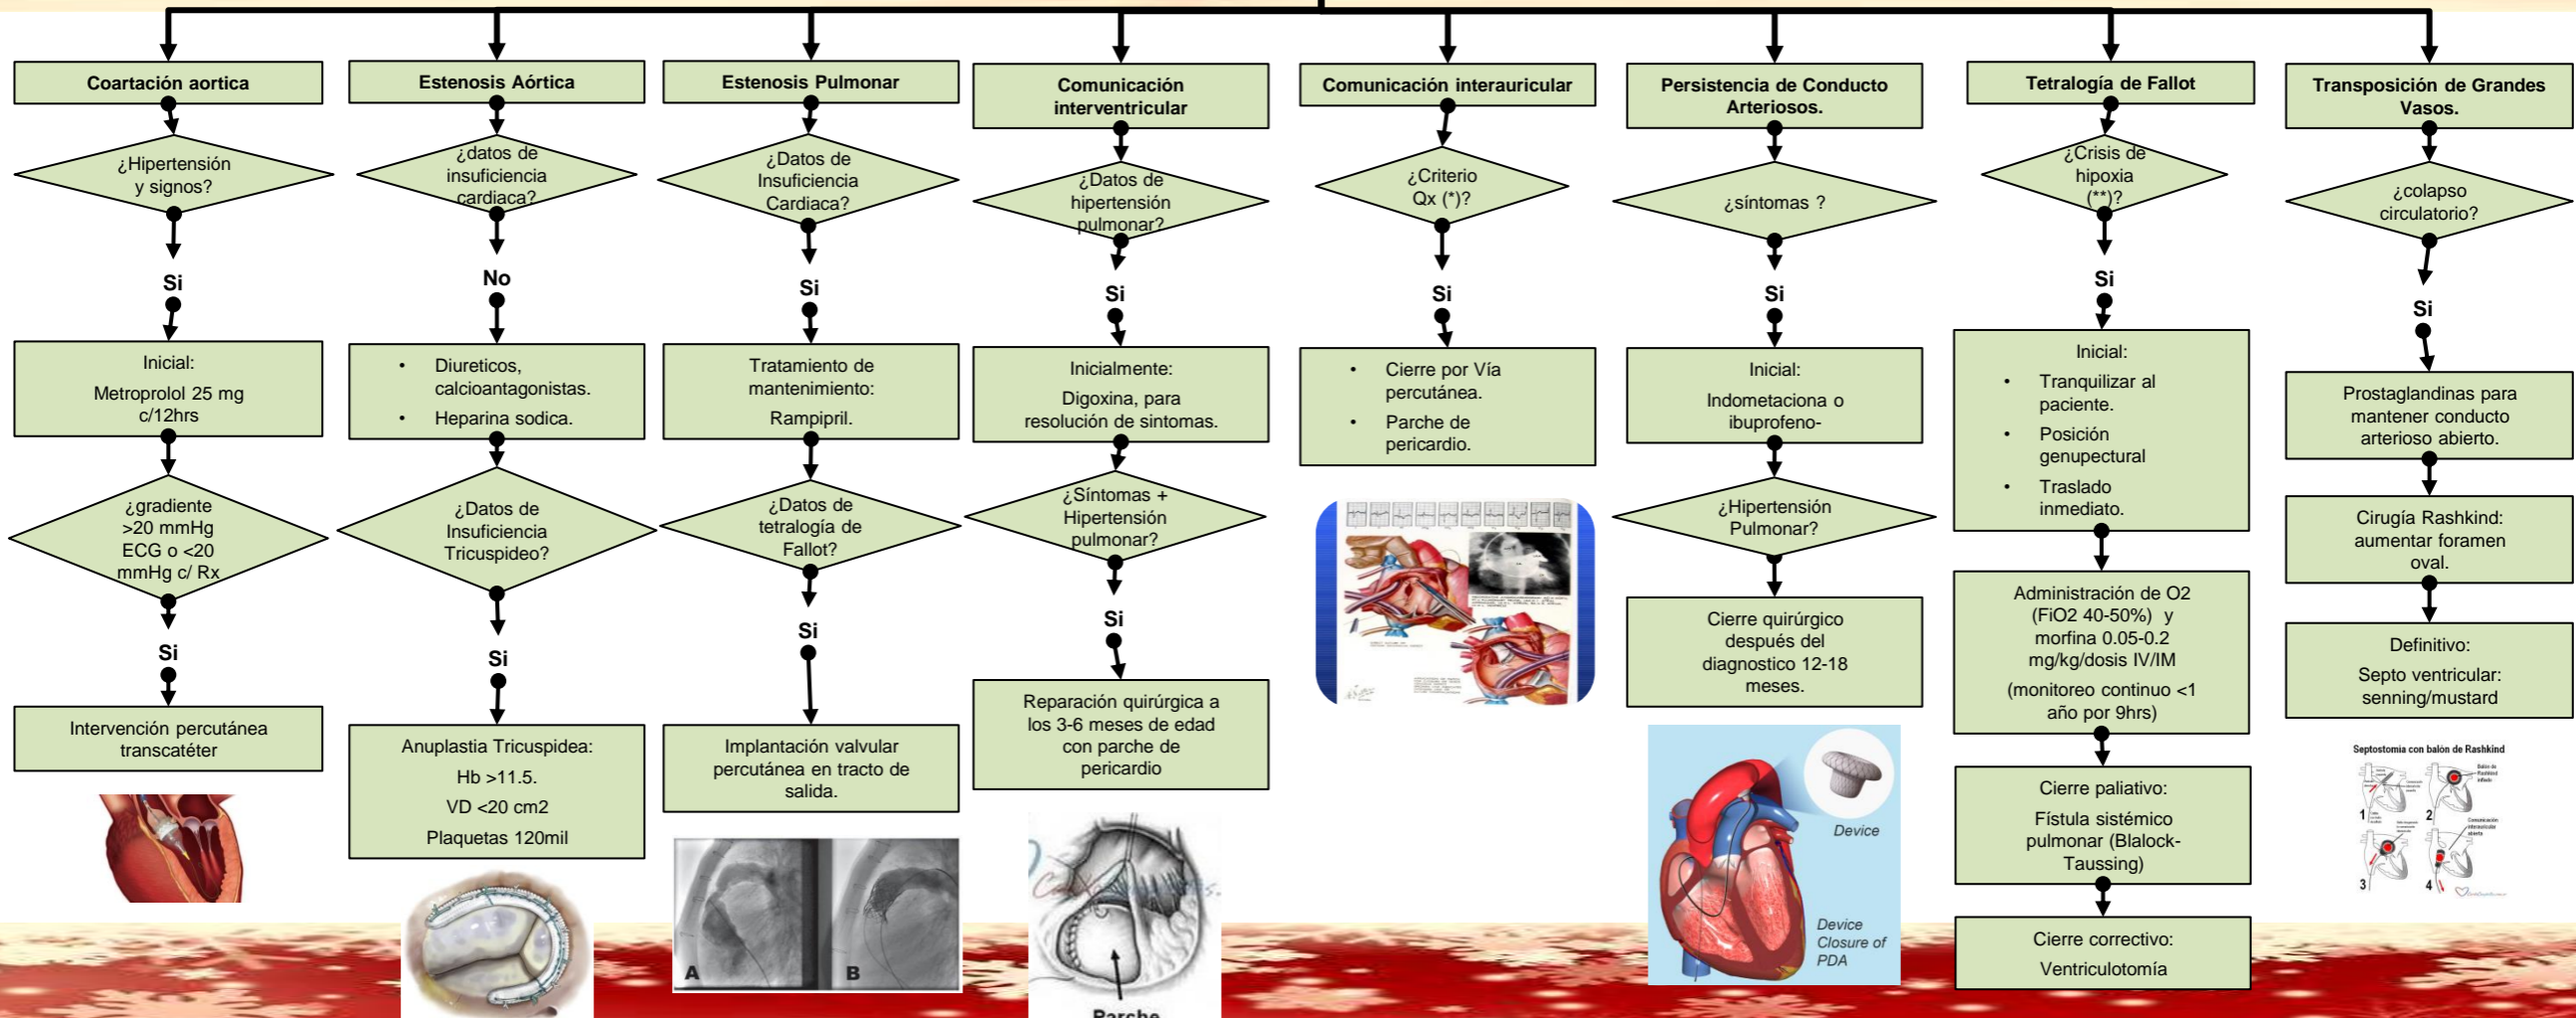 Coartación aortica
¿Hipertensión
y signos?
Si
Inicial:
Metroprolol 25 mg
c/12hrs
¿gradiente
>20 mmHg
ECG o <20
mmHg c/ Rx
Si
Intervención percutánea
transcatéter
Estenosis Aórtica
¿datos de
insuficiencia
cardiaca?
No
• Diureticos,
calcioantagonistas.
• Heparina sodica.
¿Datos de
Insuficiencia
Tricuspideo?
Si
Anuplastia Tricuspidea:
Hb >11.5.
VD <20 cm2
Plaquetas 120mil
Estenosis Pulmonar
¿Datos de
Insuficiencia
Cardiaca?
Si
Tratamiento de
mantenimiento:
Rampipril.
¿Datos de
tetralogía de
Fallot?
Si
Implantación valvular
percutánea en tracto de
salida.
A
B
Comunicación
interventricular
¿Datos de
hipertensión
pulmonar?
Si
Inicialmente:
Digoxina, para
resolución de sintomas.
¿Síntomas +
Hipertensión
pulmonar?
Si
Reparación quirúrgica a
los 3-6 meses de edad
con parche de
pericardio
Parche
Comunicación interauricular
¿Criterio
Qx (*)?
Si
• Cierre por Vía
percutánea.
• Parche de
pericardio.
Persistencia de Conducto
Arteriosos.
¿síntomas ?
Si
Inicial:
Indometaciona o
ibuprofeno-
¿Hipertensión
Pulmonar?
Cierre quirúrgico
después del
diagnostico 12-18
meses.
Device
Device
Closure of
PDA
Tetralogía de Fallot
¿Crisis de
hipoxia
(**)?
Si
Inicial:
• Tranquilizar al
paciente.
• Posición
genupectural
• Traslado
inmediato.
Administración de O2
(FiO2 40-50%) y
morfina 0.05-0.2
mg/kg/dosis IV/IM
(monitoreo continuo <1
año por 9hrs)
Cierre paliativo:
Fístula sistémico
pulmonar (Blalock-
Taussing)
Cierre correctivo:
Ventriculotomía
Transposición de Grandes
Vasos.
¿colapso
circulatorio?
Si
Prostaglandinas para
mantener conducto
arterioso abierto.
Cirugía Rashkind:
aumentar foramen
oval.
Definitivo:
Septo ventricular:
senning/mustard
Septostomia con balón de Rashkind
Balón de
Rashkind
inflado
1
2
Comunicación
interauricular
abierta
3
4